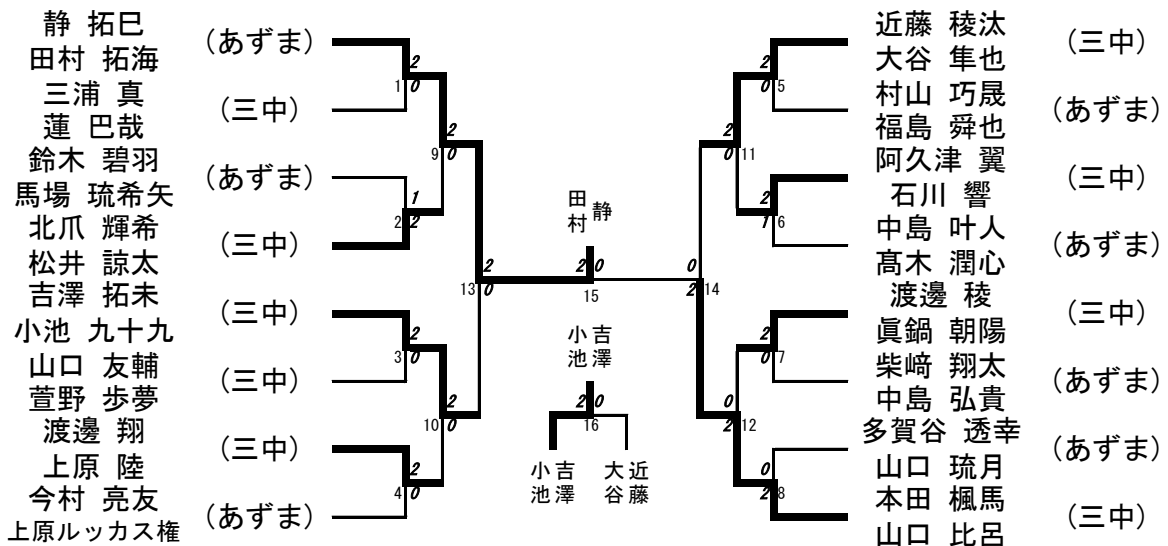 静 拓巳
田村 拓海
(あずま)
三浦 真
蓮 巴哉
(三中)
鈴木 碧羽
馬場 琉希矢
(あずま)
北爪 輝希
松井 諒太
(三中)
吉澤 拓未
小池 九十九
(三中)
山口 友輔
萱野 歩夢
(三中)
渡邊 翔
上原 陸
(三中)
今村 亮友
上原ルッカス権
(あずま)
2
1 0
1
2 2
2
3 0
2
4 0
2
9 0
2
10 0
2
13 0
田村 静
2 0
15
小池 吉澤
2 0
16
小池 吉澤
大谷 近藤
0
2 14
2
0 11
0
2 12
2
0 5
2
1 6
2
0 7
0
2 8
近藤 稜汰
大谷 隼也
(三中)
村山 巧晟
福島 舜也
(あずま)
阿久津 翼
石川 響
(三中)
中島 叶人
髙木 潤心
(あずま)
渡邊 稜
眞鍋 朝陽
(三中)
柴﨑 翔太
中島 弘貴
(あずま)
多賀谷 透幸
山口 琉月
(あずま)
本田 楓馬
山口 比呂
(三中)